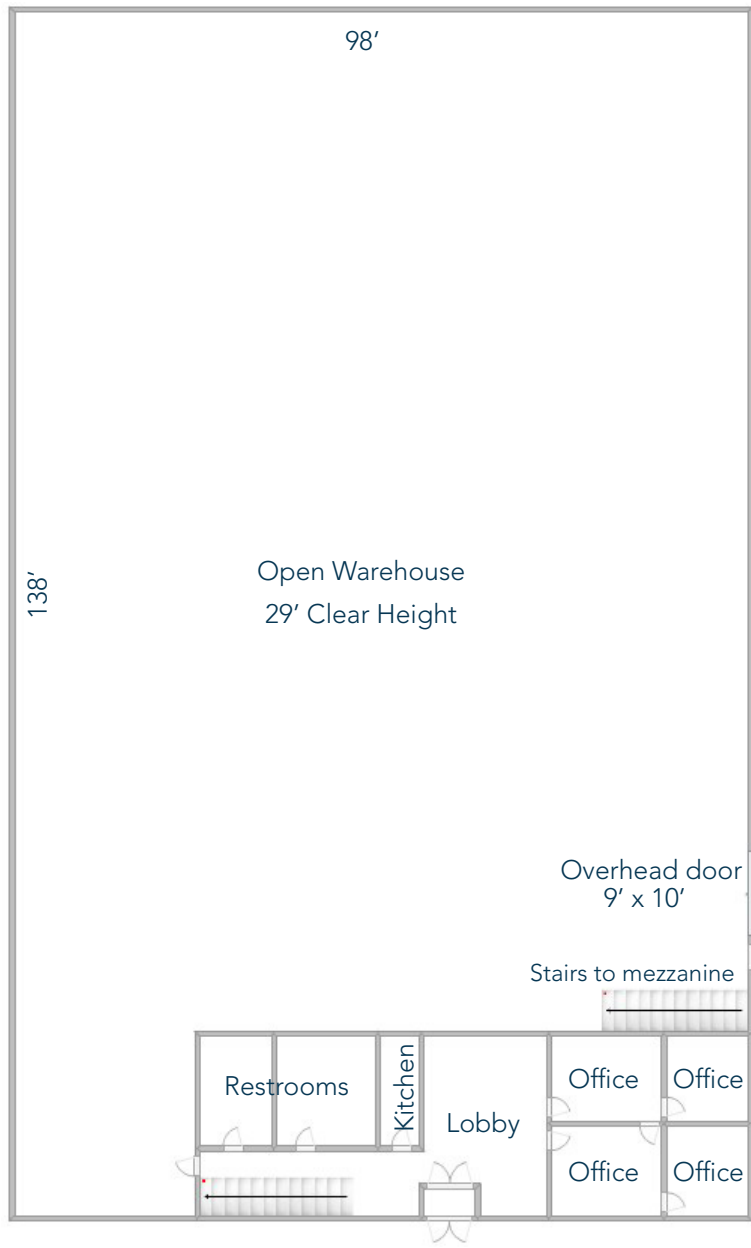 98’
138’
Open Warehouse
29’ Clear Height
Overhead door
9’ x 10’
Stairs to mezzanine
Restrooms
Kitchen
Lobby
Office
Office
Office
Office